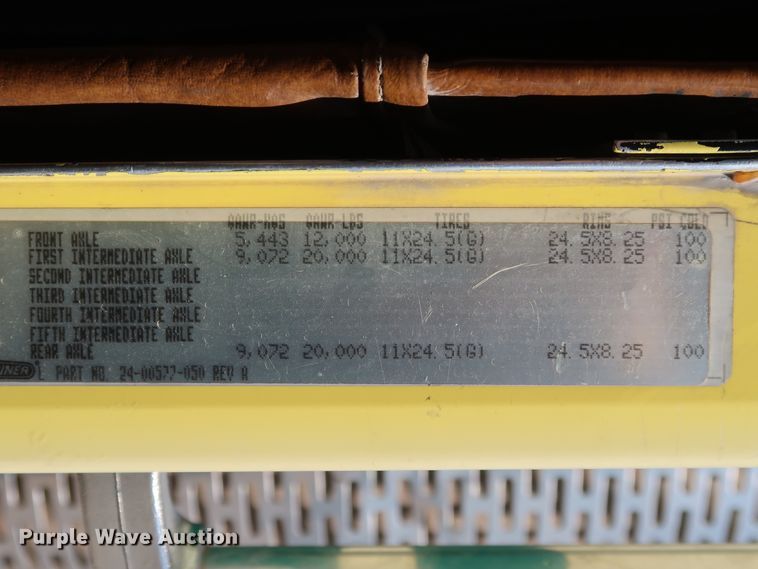 GAWR-KGS GAWR-LBS TIRES RIMS PSI COLD
FRONT AXLE 5,443 12,000 11X24.5(G) 24.5X8.25 100
FIRST INTERMEDIATE AXLE 9,072 20,000 11X24.5(G) 24.5X8.25 100
SECOND INTERMEDIATE AXLE
THIRD INTERMEDIATE AXLE
FOURTH INTERMEDIATE AXLE
FIFTH INTERMEDIATE AXLE
REAR AXLE 9,072 20,000 11X24.5(G) 24.5X8.25 100
INER L PART NO. 24-00577-050 REV A
Purple Wave Auction